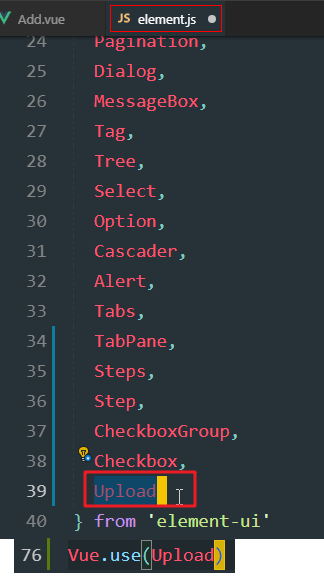 Add.vue JS element.js
24 Pagination,
25 Dialog,
26 MessageBox,
27 Tag,
28 Tree,
29 Select,
30 Option,
31 Cascader,
32 Alert,
33 Tabs,
34 TabPane,
35 Steps,
36 Step,
37 CheckboxGroup,
38 Checkbox,
39 Upload
40 } from 'element-ui'
76 Vue.use(Upload)